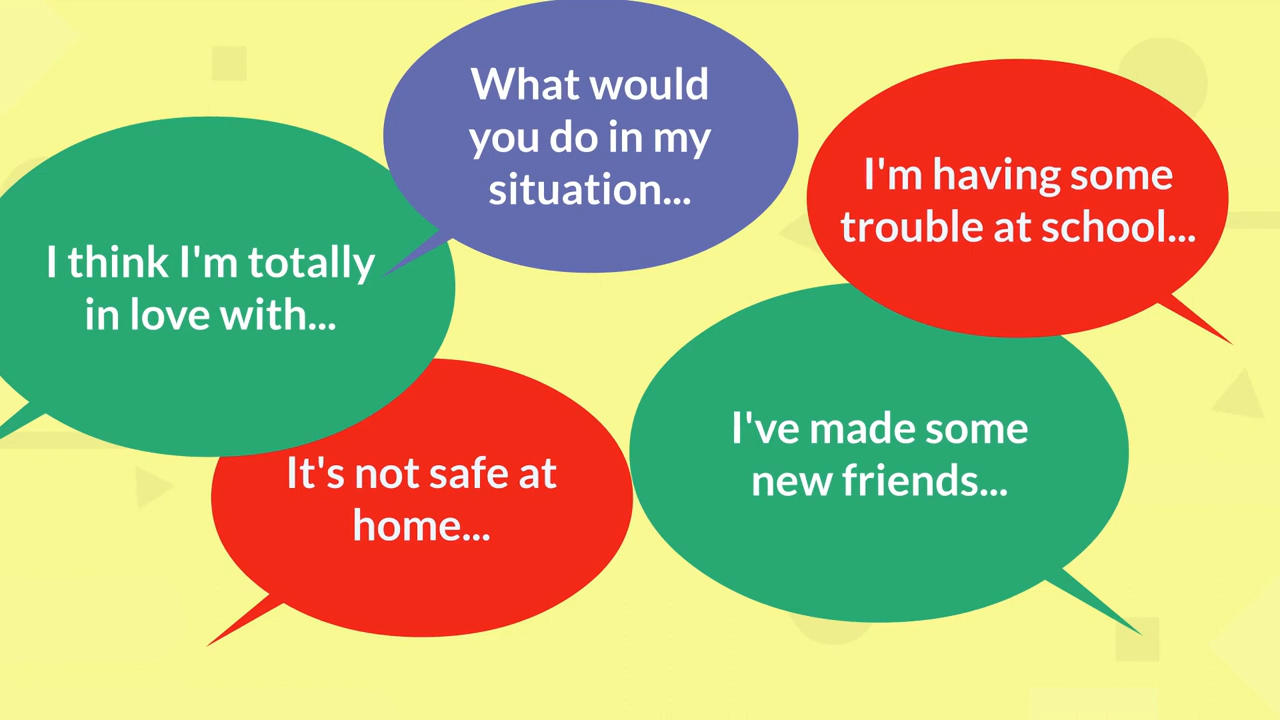 What would
you do in my
situation...
I'm having some
trouble at school...
I think I'm totally
in love with...
I've made some
new friends...
It's not safe at
home...